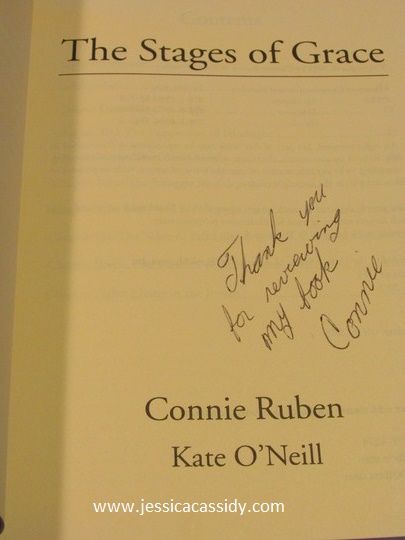 The Stages of Grace
Thank you
for reviewing
my book.
Connie
Connie Ruben
Kate O'Neill
www.jessicacassidy.com